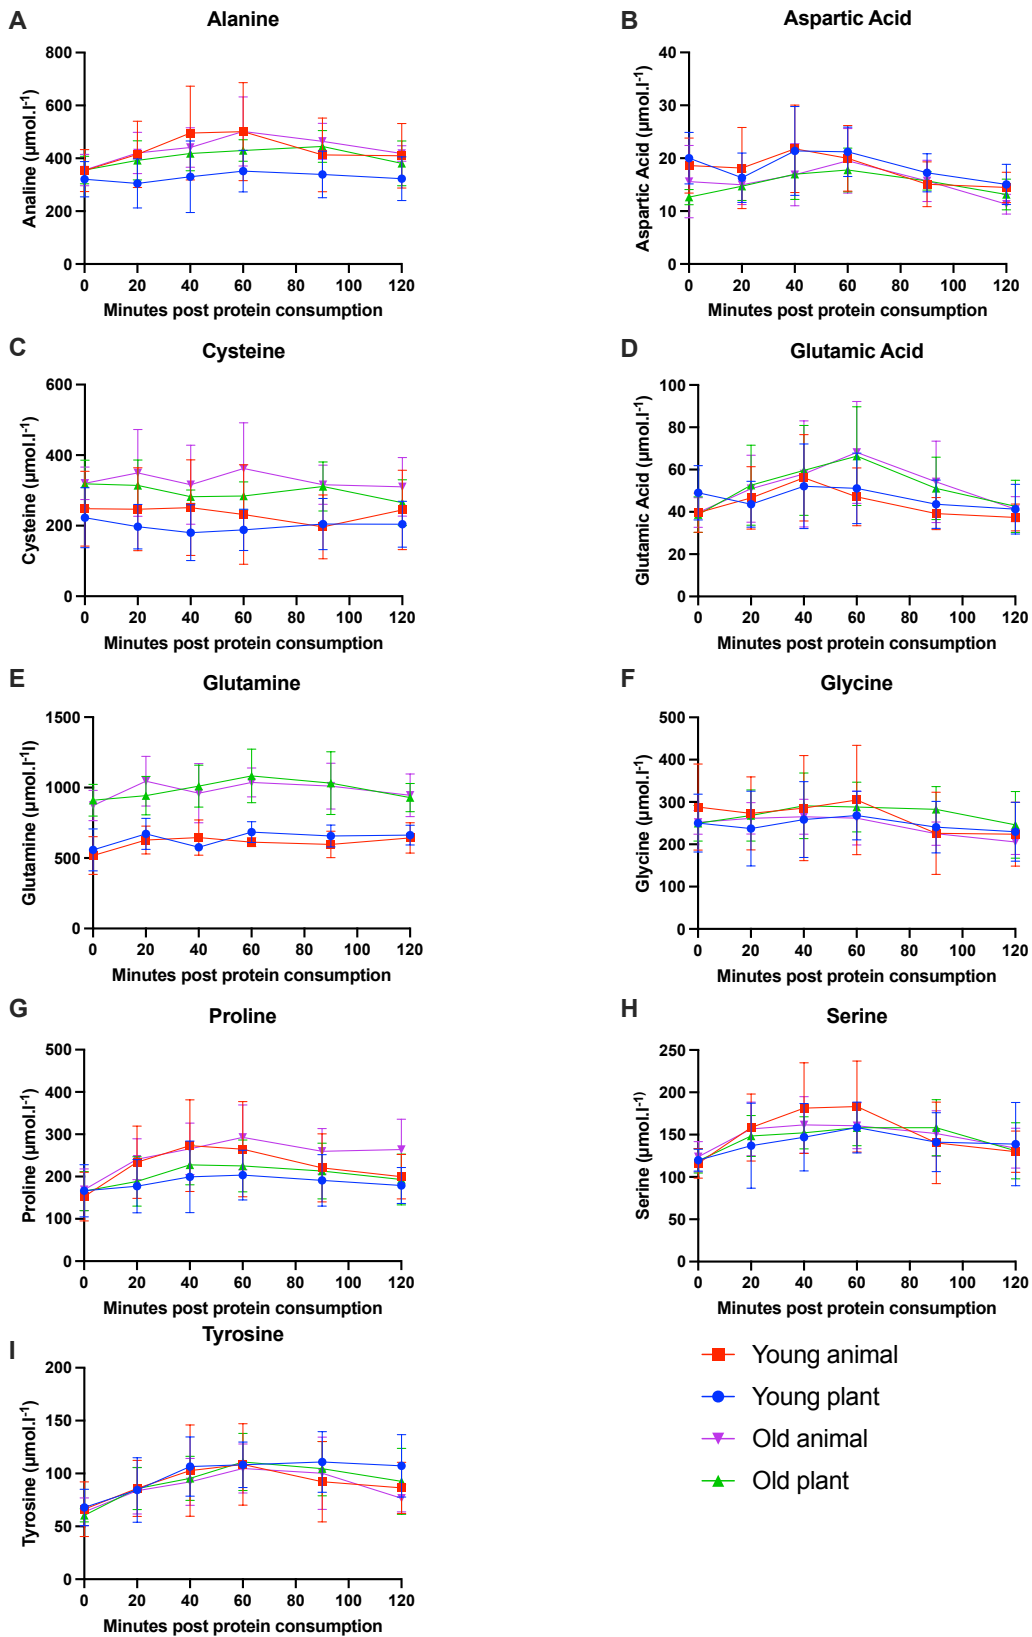 A
Alanine
800
600
400
200
0
Analine (µmol.l⁻¹)
0 20 40 60 80 100 120
Minutes post protein consumption
B
Aspartic Acid
40
30
20
10
0
Aspartic Acid (µmol.l⁻¹)
0 20 40 60 80 100 120
Minutes post protein consumption
C
Cysteine
600
400
200
0
Cysteine (µmol.l⁻¹)
0 20 40 60 80 100 120
Minutes post protein consumption
D
Glutamic Acid
100
80
60
40
20
0
Glutamic Acid (µmol.l⁻¹)
0 20 40 60 80 100 120
Minutes post protein consumption
E
Glutamine
1500
1000
500
0
Glutamine (µmol.l⁻¹l)
0 20 40 60 80 100 120
Minutes post protein consumption
F
Glycine
500
400
300
200
100
0
Glycine (µmol.l⁻¹)
0 20 40 60 80 100 120
Minutes post protein consumption
G
Proline
500
400
300
200
100
0
Proline (µmol.l⁻¹)
0 20 40 60 80 100 120
Minutes post protein consumption
H
Serine
250
200
150
100
50
0
Serine (µmol.l⁻¹)
0 20 40 60 80 100 120
Minutes post protein consumption
I
Tyrosine
200
150
100
50
0
Tyrosine (µmol.l⁻¹)
0 20 40 60 80 100 120
Minutes post protein consumption
Young animal
Young plant
Old animal
Old plant